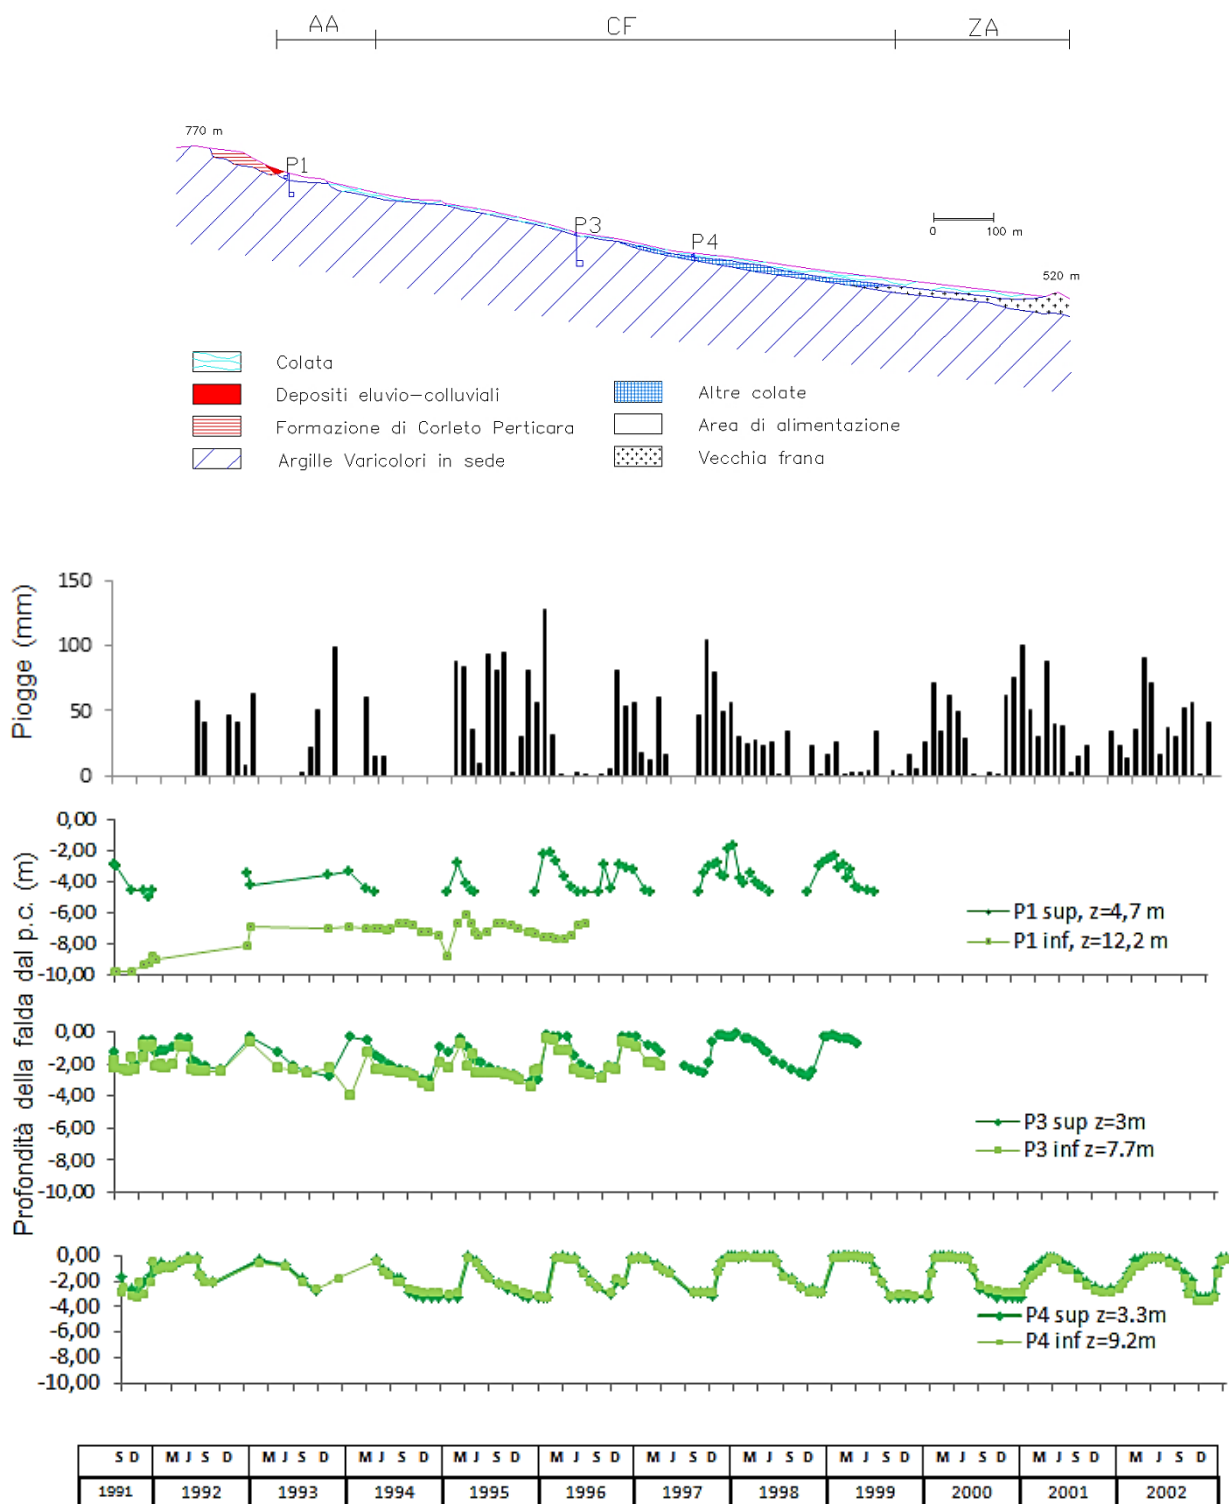 AA CF ZA
770 m
P1
P3
P4
0 100 m
520 m
Colata
Depositi eluvio-colluviali
Formazione di Corleto Perticara
Argille Varicolori in sede
Altre colate
Area di alimentazione
Vecchia frana
Piogge (mm)
150
100
50
0
Profondità della falda dal p.c. (m)
0,00
-2,00
-4,00
-6,00
-8,00
-10,00
P1 sup, z=4,7 m
P1 inf, z=12,2 m
0,00
-2,00
-4,00
-6,00
-8,00
-10,00
P3 sup z=3m
P3 inf z=7.7m
0,00
-2,00
-4,00
-6,00
-8,00
-10,00
P4 sup z=3.3m
P4 inf z=9.2m
S D M J S D M J S D M J S D M J S D M J S D M J S D M J S D M J S D M J S D M J S D M J S D
1991 1992 1993 1994 1995 1996 1997 1998 1999 2000 2001 2002